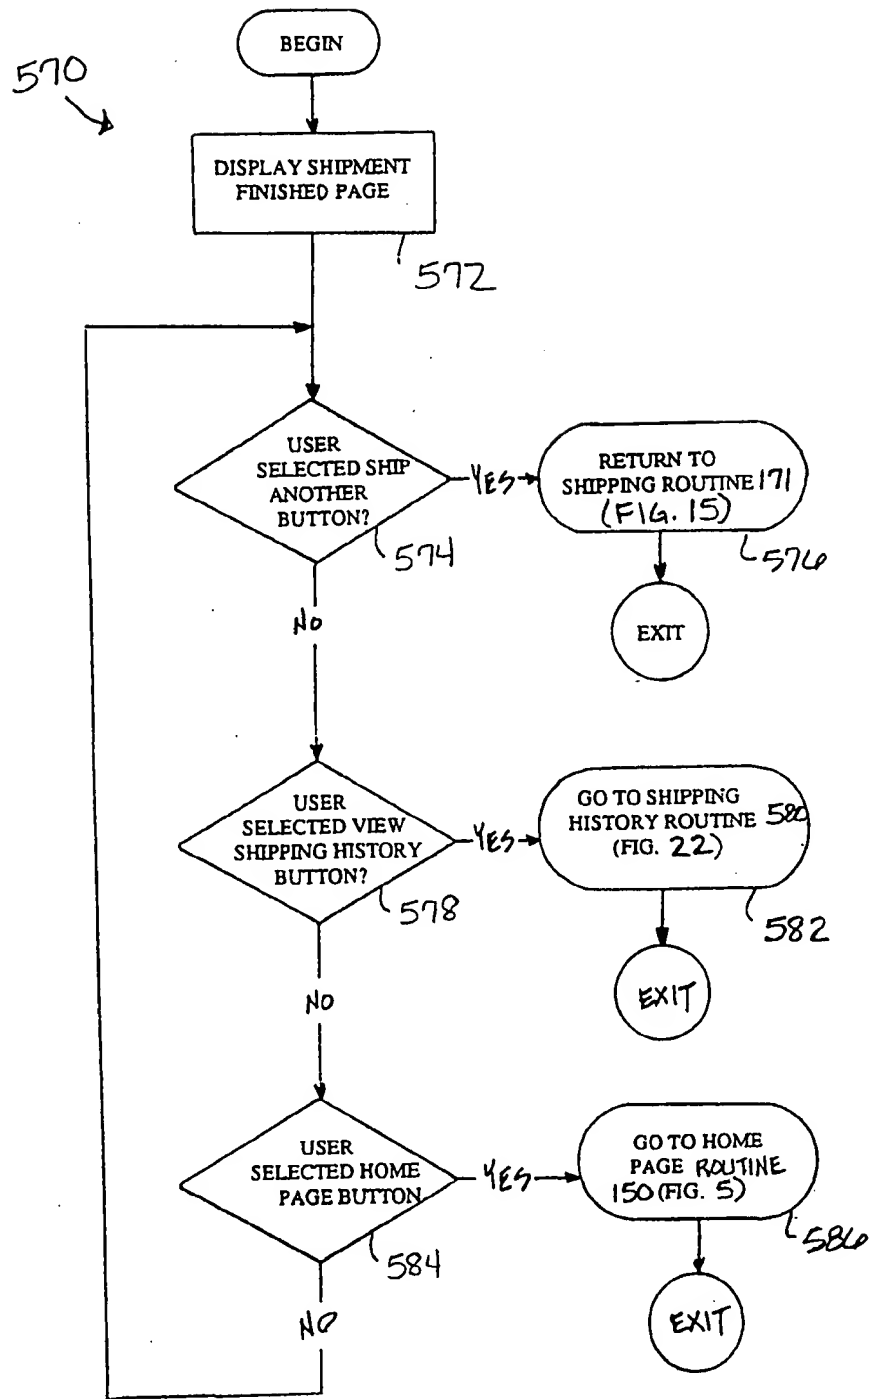 BEGIN
570
DISPLAY SHIPMENT
FINISHED PAGE
572
USER
SELECTED SHIP
ANOTHER
BUTTON?
574
YES
RETURN TO
SHIPPING ROUTINE 171
(FIG. 15)
576
EXIT
NO
USER
SELECTED VIEW
SHIPPING HISTORY
BUTTON?
578
YES
GO TO SHIPPING
HISTORY ROUTINE 580
(FIG. 22)
582
EXIT
NO
USER
SELECTED HOME
PAGE BUTTON
584
YES
GO TO HOME
PAGE ROUTINE
150 (FIG. 5)
586
EXIT
NO